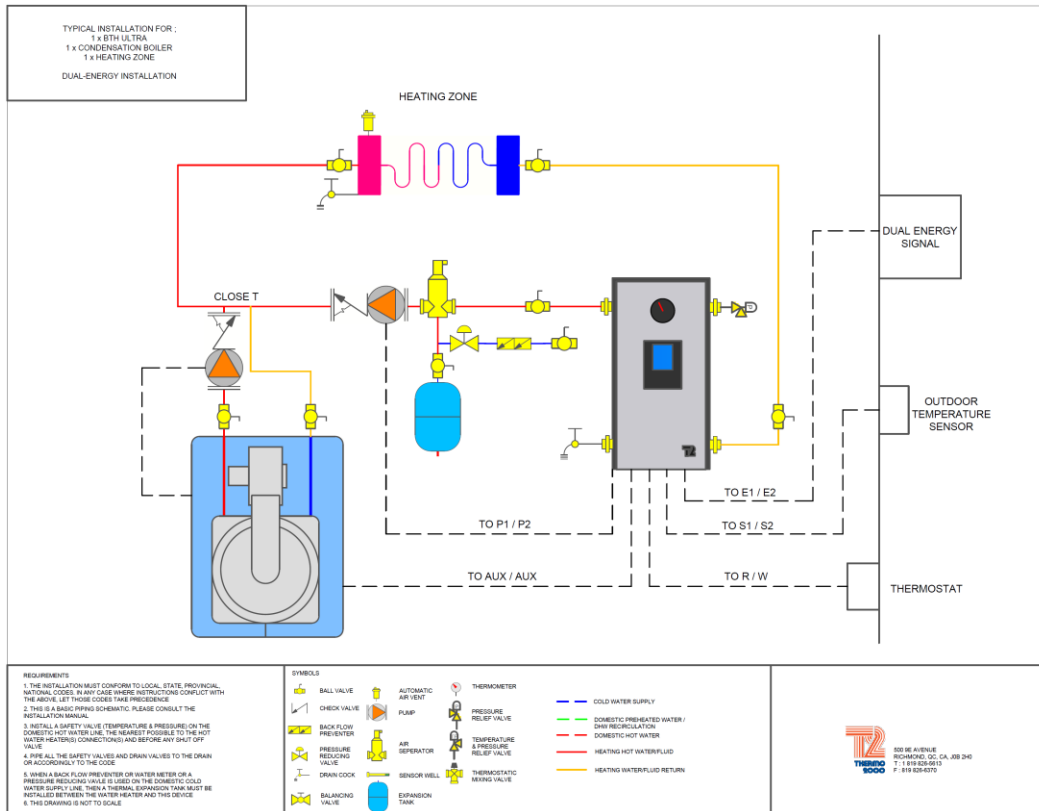 TYPICAL INSTALLATION FOR ;
1 x BTH ULTRA
1 x CONDENSATION BOILER
1 x HEATING ZONE
DUAL-ENERGY INSTALLATION
HEATING ZONE
DUAL ENERGY
SIGNAL
CLOSE T
OUTDOOR
TEMPERATURE
SENSOR
T2
TO E1 / E2
TO P1 / P2
TO S1 / S2
TO AUX / AUX
TO R / W
THERMOSTAT
REQUIREMENTS
1. THE INSTALLATION MUST CONFORM TO LOCAL, STATE, PROVINCIAL,
NATIONAL CODES. IN ANY CASE WHERE INSTRUCTIONS CONFLICT WITH
THE ABOVE, LET THOSE CODES TAKE PRECEDENCE
2. THIS IS A BASIC PIPING SCHEMATIC. PLEASE CONSULT THE
INSTALLATION MANUAL
3. INSTALL A SAFETY VALVE (TEMPERATURE & PRESSURE) ON THE
DOMESTIC HOT WATER LINE, THE NEAREST POSSIBLE TO THE HOT
WATER HEATER(S) CONNECTION(S) AND BEFORE ANY SHUT OFF
VALVE
4. PIPE ALL THE SAFETY VALVES AND DRAIN VALVES TO THE DRAIN
OR ACCORDINGLY TO THE CODE
5. WHEN A BACK FLOW PREVENTER OR WATER METER OR A
PRESSURE REDUCING VAVLE IS USED ON THE DOMESTIC COLD
WATER SUPPLY LINE, THEN A THERMAL EXPANSION TANK MUST BE
INSTALLED BETWEEN THE WATER HEATER AND THIS DEVICE
6. THIS DRAWING IS NOT TO SCALE
SYMBOLS
BALL VALVE
CHECK VALVE
BACK FLOW
PREVENTER
PRESSURE
REDUCING
VALVE
DRAIN COCK
BALANCING
VALVE
AUTOMATIC
AIR VENT
PUMP
AIR
SEPERATOR
SENSOR WELL
EXPANSION
TANK
THERMOMETER
PRESSURE
RELIEF VALVE
TEMPERATURE
& PRESSURE
RELIEF VALVE
THERMOSTATIC
MIXING VALVE
COLD WATER SUPPLY
DOMESTIC PREHEATED WATER /
DHW RECIRCULATION
DOMESTIC HOT WATER
HEATING HOT WATER/FLUID
HEATING WATER/FLUID RETURN
T2
THERMO
2000
500 9E AVENUE
RICHMOND, QC, CA, J0B 2H0
T : 1 819 826-5613
F : 819 826-6370